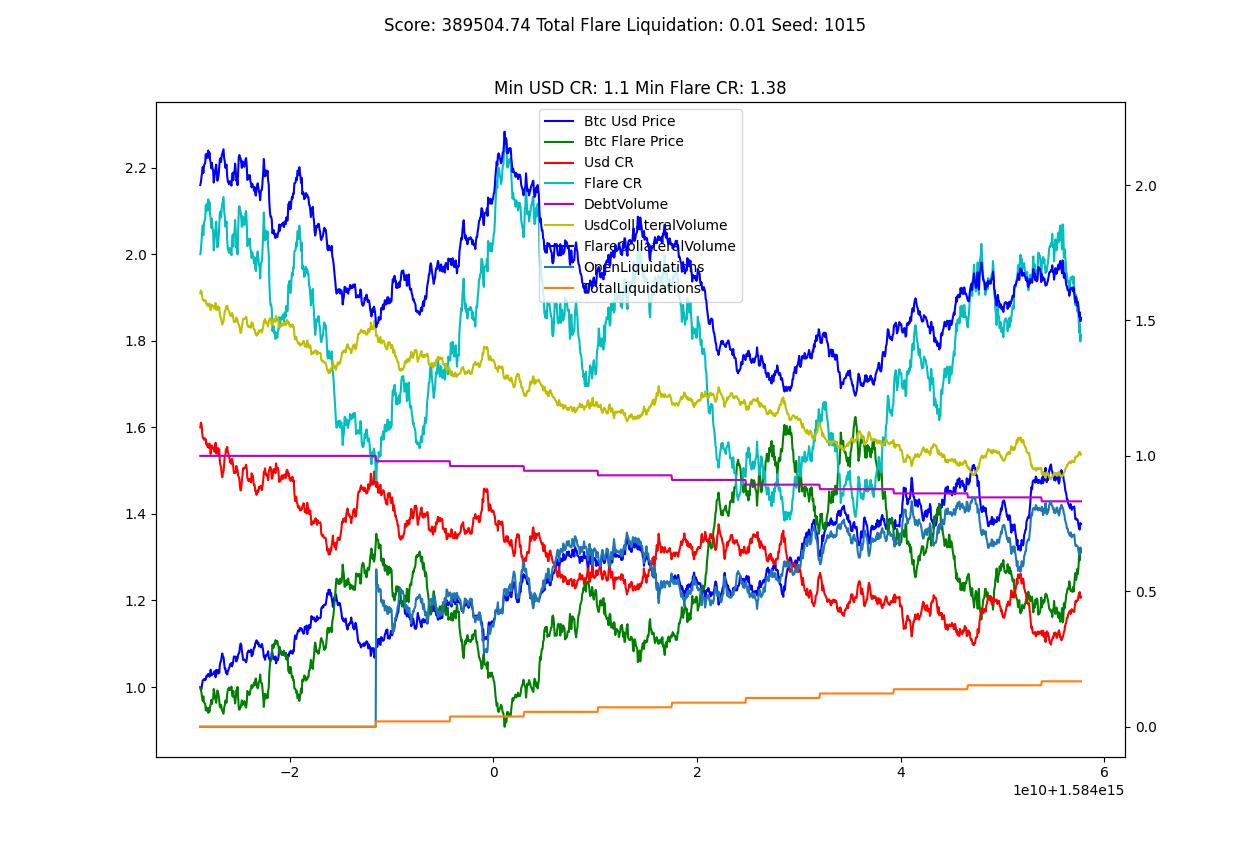 Score: 389504.74 Total Flare Liquidation: 0.01 Seed: 1015
Min USD CR: 1.1 Min Flare CR: 1.38
Btc Usd Price
Btc Flare Price
Usd CR
Flare CR
DebtVolume
UsdCollateralVolume
FlareCollateralVolume
OpenLiquidations
TotalLiquidations
2.2
2.0
1.8
1.6
1.4
1.2
1.0
2.0
1.5
1.0
0.5
0.0
−2
0
2
4
6
1e10+1.584e15